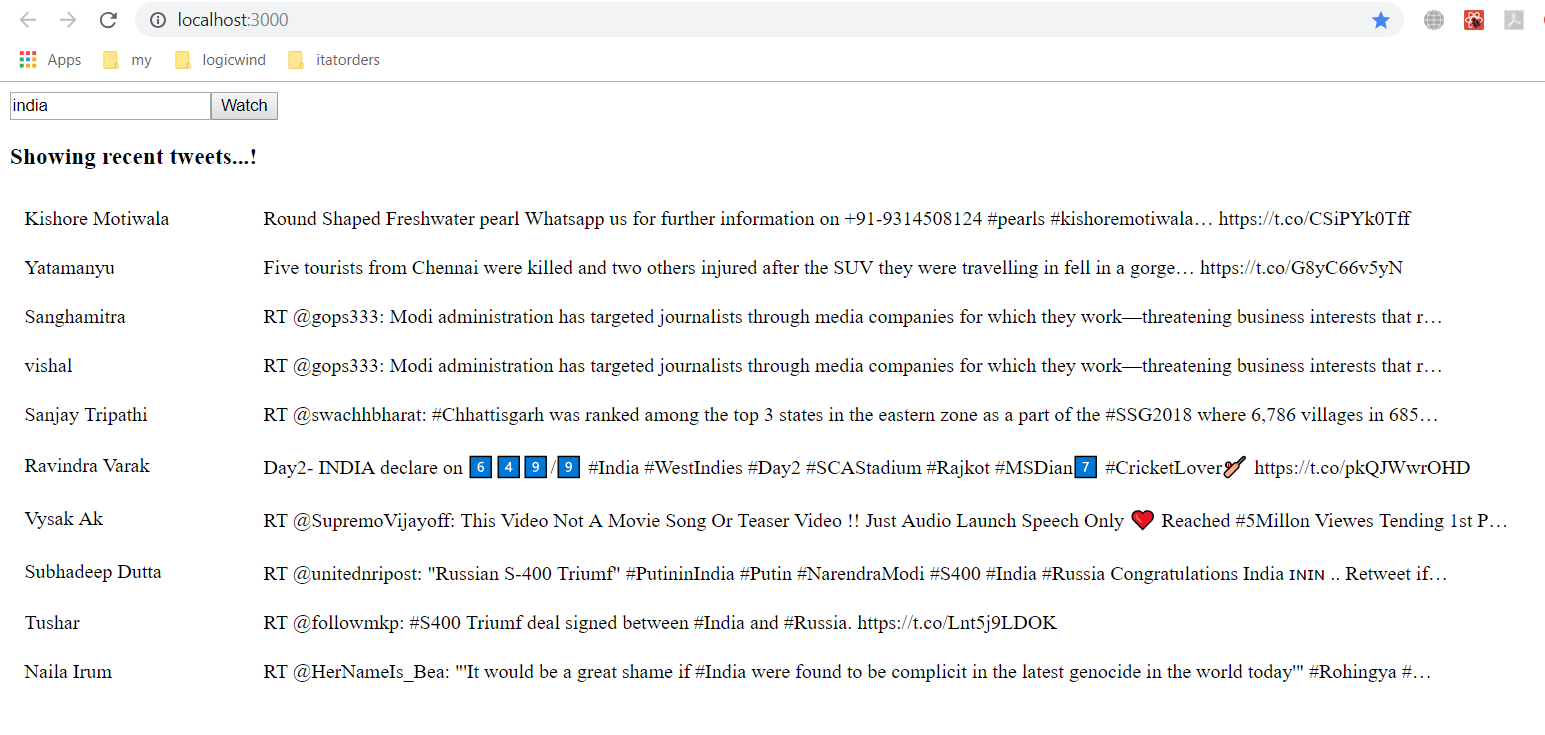 localhost:3000
Apps my logicwind itatorders
india Watch
Showing recent tweets...!
Kishore Motiwala Round Shaped Freshwater pearl Whatsapp us for further information on +91-9314508124 #pearls #kishoremotiwala… https://t.co/CSiPYk0Tff
Yatamanyu Five tourists from Chennai were killed and two others injured after the SUV they were travelling in fell in a gorge… https://t.co/G8yC66v5yN
Sanghamitra RT @gops333: Modi administration has targeted journalists through media companies for which they work—threatening business interests that r…
vishal RT @gops333: Modi administration has targeted journalists through media companies for which they work—threatening business interests that r…
Sanjay Tripathi RT @swachhbharat: #Chhattisgarh was ranked among the top 3 states in the eastern zone as a part of the #SSG2018 where 6,786 villages in 685…
Ravindra Varak Day2- INDIA declare on 6️⃣4️⃣9️⃣/9️⃣ #India #WestIndies #Day2 #SCAStadium #Rajkot #MSDian7️⃣ #CricketLover🏏 https://t.co/pkQJWwrOHD
Vysak Ak RT @SupremoVijayoff: This Video Not A Movie Song Or Teaser Video !! Just Audio Launch Speech Only ❤️ Reached #5Millon Viewes Tending 1st P…
Subhadeep Dutta RT @unitednripost: "Russian S-400 Triumf" #PutininIndia #Putin #NarendraModi #S400 #India #Russia Congratulations India ɪɴɪɴ .. Retweet if…
Tushar RT @followmkp: #S400 Triumf deal signed between #India and #Russia. https://t.co/Lnt5j9LDOK
Naila Irum RT @HerNameIs_Bea: "'It would be a great shame if #India were found to be complicit in the latest genocide in the world today'" #Rohingya #…